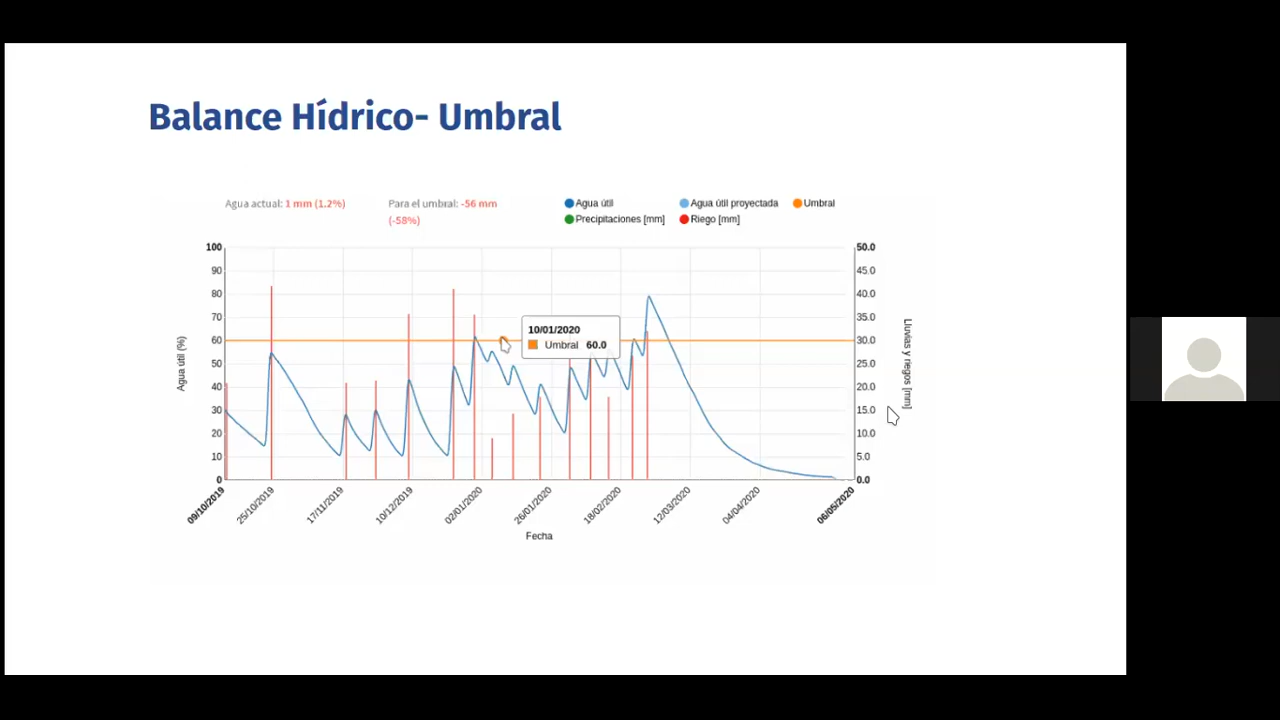 Balance Hídrico- Umbral
Agua actual: 1 mm (1.2%)
Para el umbral: -56 mm
(-58%)
Agua útil
Agua útil proyectada
Umbral
Precipitaciones [mm]
Riego [mm]
100
90
80
70
60
50
40
30
20
10
0
Agua útil (%)
50.0
45.0
40.0
35.0
30.0
25.0
20.0
15.0
10.0
5.0
0.0
Lluvias y riegos [mm]
10/01/2020
Umbral 60.0
09/10/2019
25/10/2019
17/11/2019
10/12/2019
02/01/2020
26/01/2020
18/02/2020
12/03/2020
04/04/2020
06/05/2020
Fecha